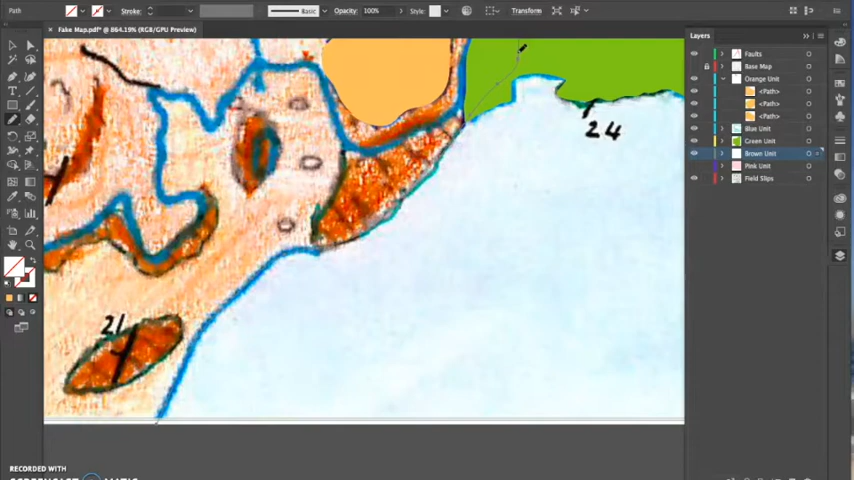 Path
Stroke:
Basic
Opacity:
100%
Style:
Transform
Fake Map.pdf* @ 864.19% (RGB/GPU Preview)
Layers
Faults
Base Map
Orange Unit
<Path>
<Path>
<Path>
Blue Unit
Green Unit
Brown Unit
Pink Unit
Field Slips
24
21
RECORDED WITH